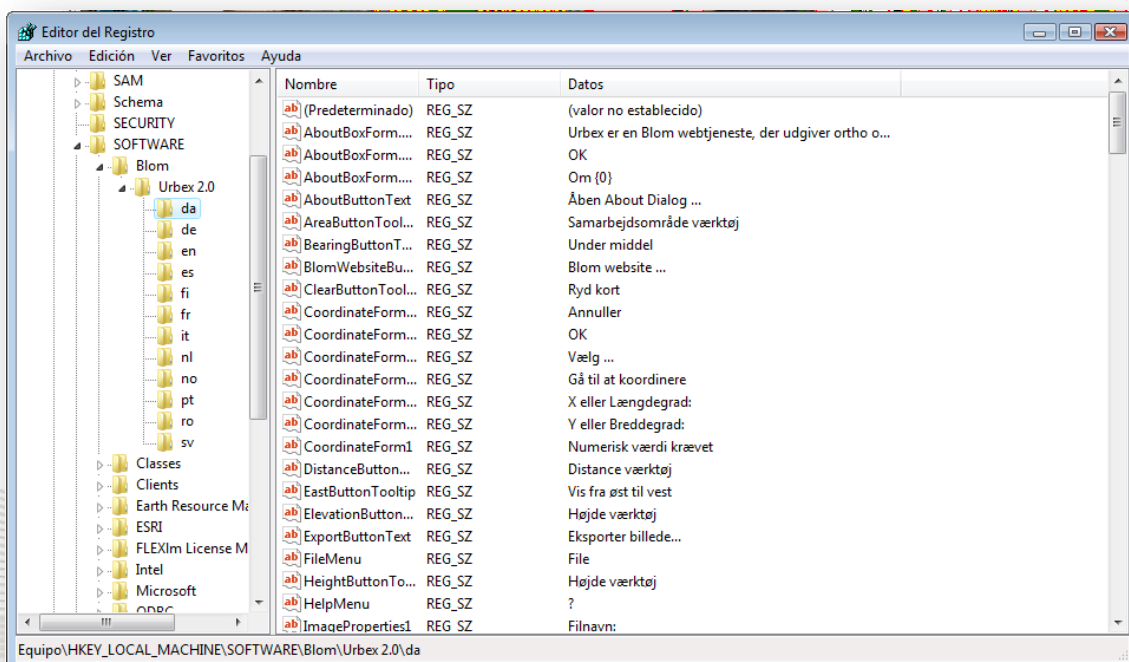 Editor del Registro
Archivo Edición Ver Favoritos Ayuda
SAM
Schema
SECURITY
SOFTWARE
Blom
Urbex 2.0
da
de
en
es
fi
fr
it
nl
no
pt
ro
sv
Classes
Clients
Earth Resource Ma
ESRI
FLEXlm License M
Intel
Microsoft
ODBC
Nombre Tipo Datos
(Predeterminado) REG_SZ (valor no establecido)
AboutBoxForm.... REG_SZ Urbex er en Blom webtjeneste, der udgiver ortho o...
AboutBoxForm.... REG_SZ OK
AboutBoxForm.... REG_SZ Om {0}
AboutButtonText REG_SZ Åben About Dialog ...
AreaButtonTool... REG_SZ Samarbejdsområde værktøj
BearingButtonT... REG_SZ Under middel
BlomWebsiteBu... REG_SZ Blom website ...
ClearButtonTool... REG_SZ Ryd kort
CoordinateForm... REG_SZ Annuller
CoordinateForm... REG_SZ OK
CoordinateForm... REG_SZ Vælg ...
CoordinateForm... REG_SZ Gå til at koordinere
CoordinateForm... REG_SZ X eller Længdegrad:
CoordinateForm... REG_SZ Y eller Breddegrad:
CoordinateForm1 REG_SZ Numerisk værdi krævet
DistanceButton... REG_SZ Distance værktøj
EastButtonTooltip REG_SZ Vis fra øst til vest
ElevationButton... REG_SZ Højde værktøj
ExportButtonText REG_SZ Eksporter billede...
FileMenu REG_SZ File
HeightButtonTo... REG_SZ Højde værktøj
HelpMenu REG_SZ ?
ImageProperties1 REG_SZ Filnavn:
Equipo\HKEY_LOCAL_MACHINE\SOFTWARE\Blom\Urbex 2.0\da